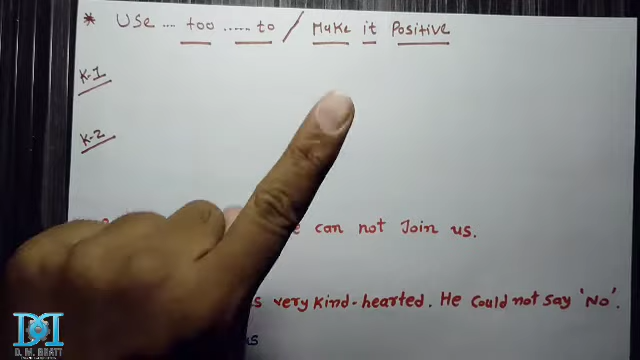 * Use ... too ...... to / Make it Positive
K-1
K-2
can not Join us.
very kind-hearted. He could not say 'No'.
D. M. BHATT